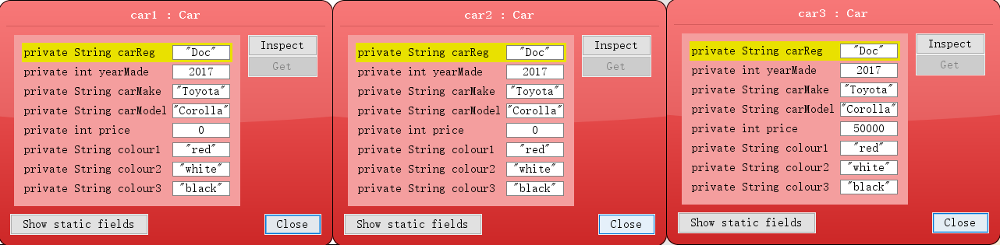 car1 : Car
private String carReg "Doc"
private int yearMade 2017
private String carMake "Toyota"
private String carModel "Corolla"
private int price 0
private String colour1 "red"
private String colour2 "white"
private String colour3 "black"
Inspect
Get
Show static fields
Close
car2 : Car
private String carReg "Doc"
private int yearMade 2017
private String carMake "Toyota"
private String carModel "Corolla"
private int price 0
private String colour1 "red"
private String colour2 "white"
private String colour3 "black"
Inspect
Get
Show static fields
Close
car3 : Car
private String carReg "Doc"
private int yearMade 2017
private String carMake "Toyota"
private String carModel "Corolla"
private int price 50000
private String colour1 "red"
private String colour2 "white"
private String colour3 "black"
Inspect
Get
Show static fields
Close